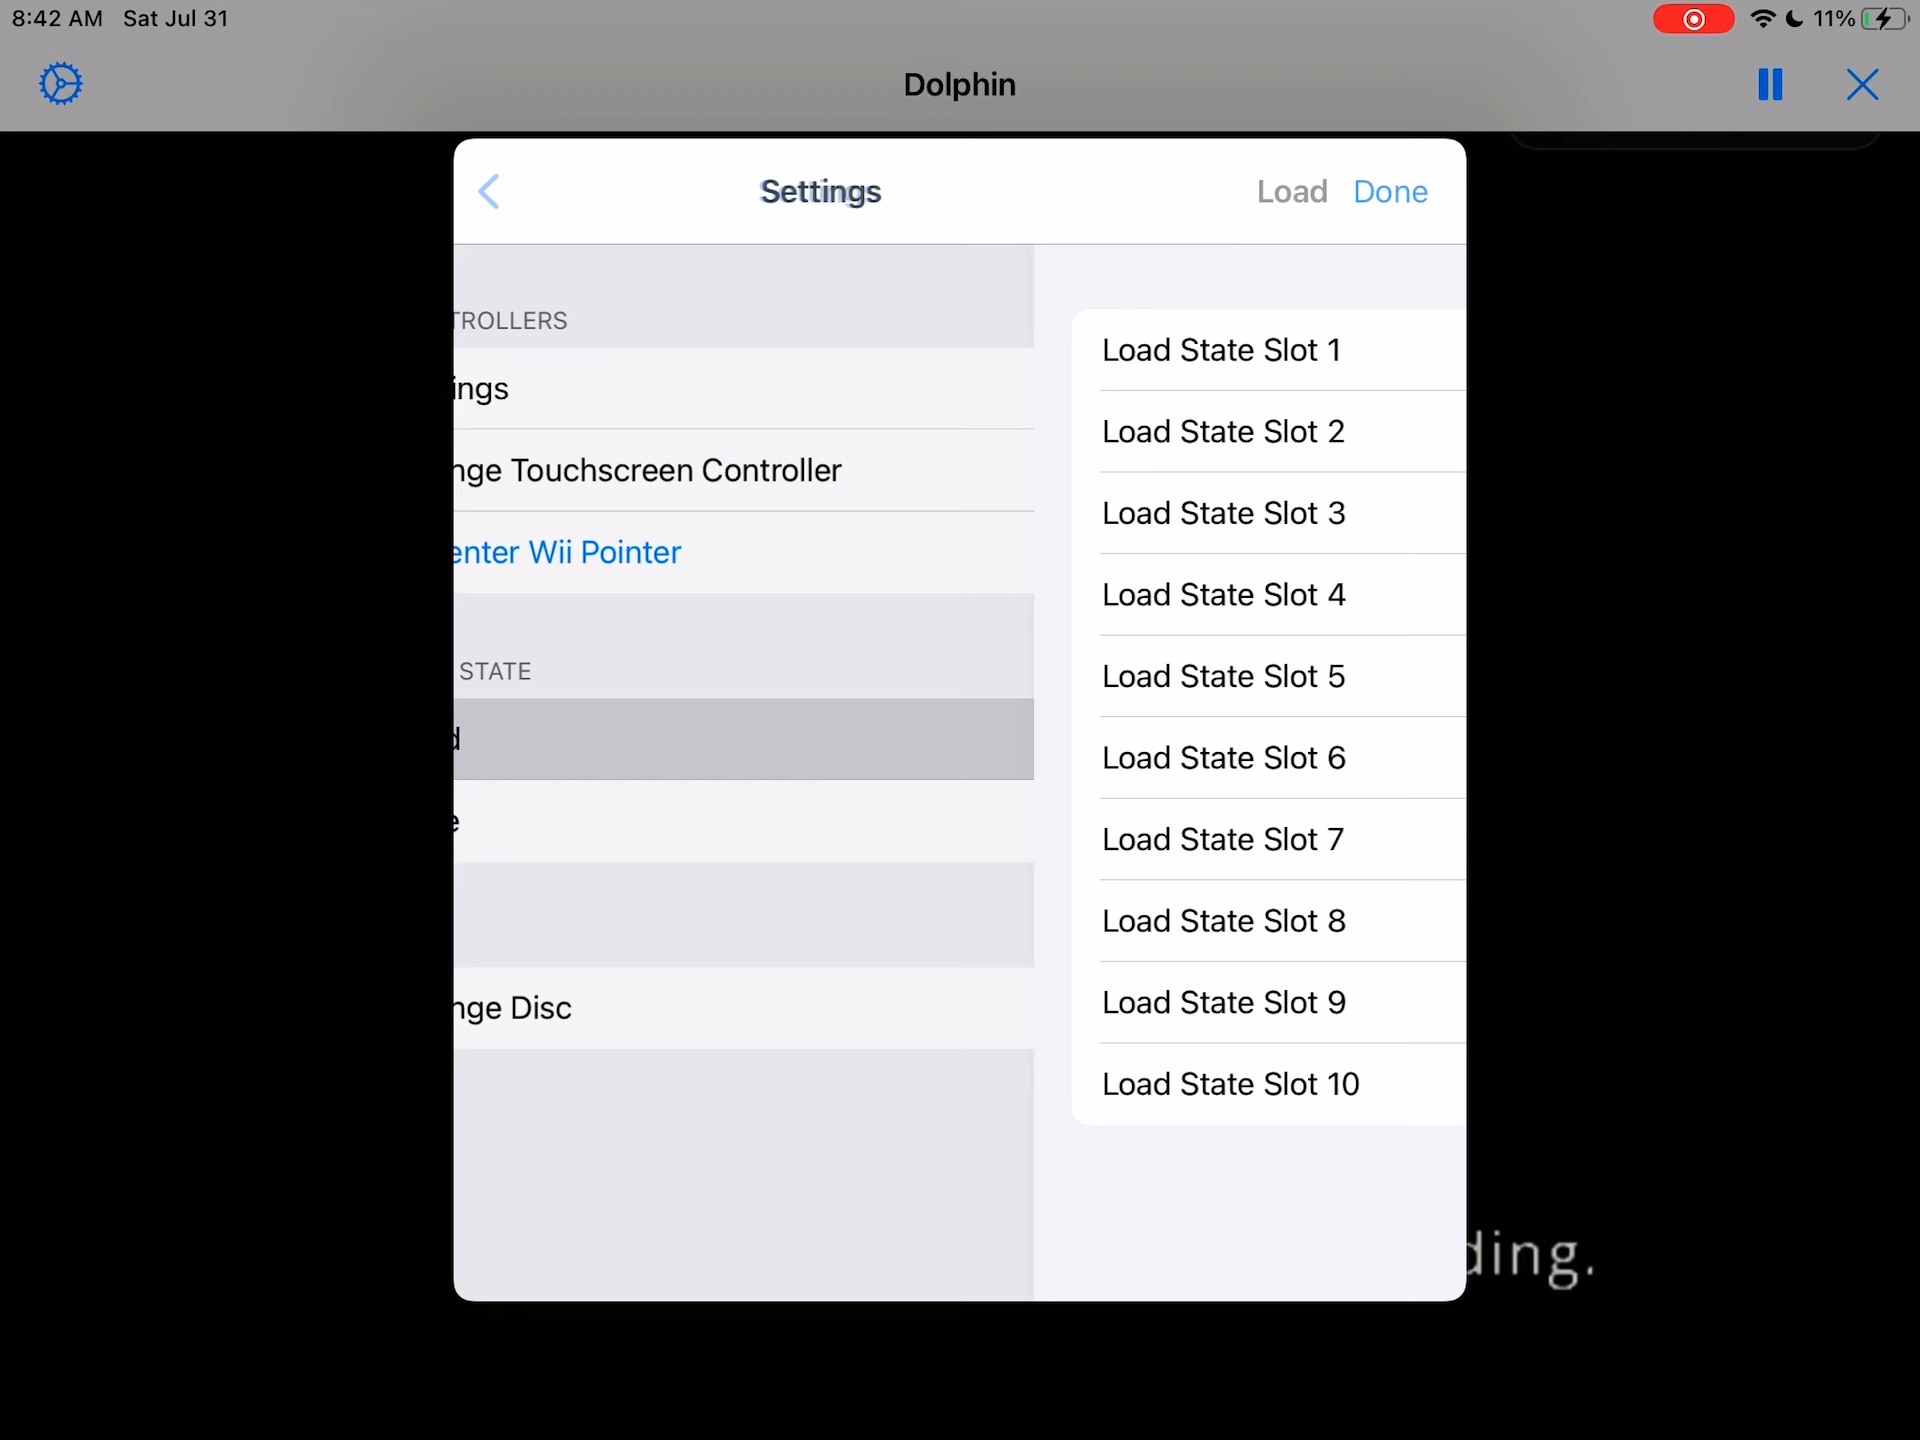 8:42 AM Sat Jul 31
11%
Dolphin
Settings
Load Done
TROLLERS
ings
nge Touchscreen Controller
enter Wii Pointer
STATE
d
e
nge Disc
Load State Slot 1
Load State Slot 2
Load State Slot 3
Load State Slot 4
Load State Slot 5
Load State Slot 6
Load State Slot 7
Load State Slot 8
Load State Slot 9
Load State Slot 10
ding.